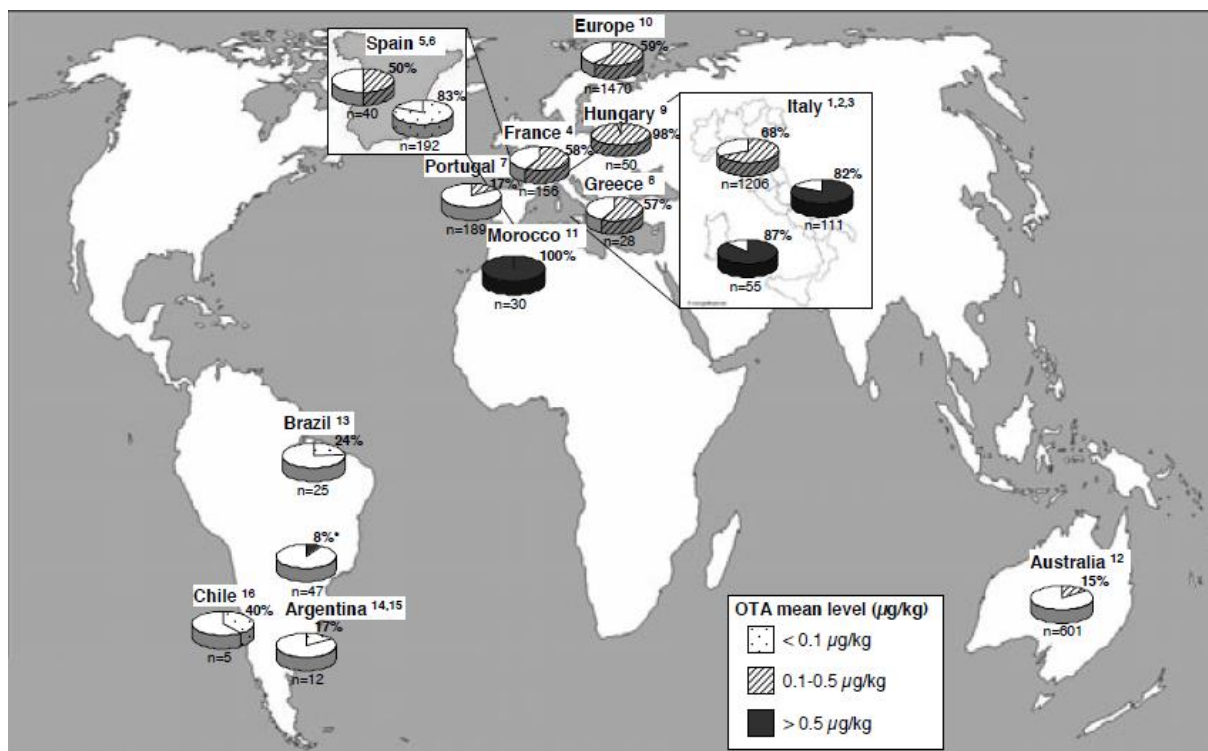 Europe 10
59%
n=1470
Spain 5,6
50%
n=40
83%
n=192
Hungary 9
98%
n=50
France 4
58%
n=156
Portugal 7
17%
n=189
Greece 8
57%
n=28
Morocco 11
100%
n=30
Italy 1,2,3
68%
n=1206
82%
n=111
87%
n=55
Brazil 13
24%
n=25
8%*
n=47
Chile 16
40%
n=5
Argentina 14,15
17%
n=12
Australia 12
15%
n=601
OTA mean level (µg/kg)
< 0.1 µg/kg
0.1-0.5 µg/kg
> 0.5 µg/kg